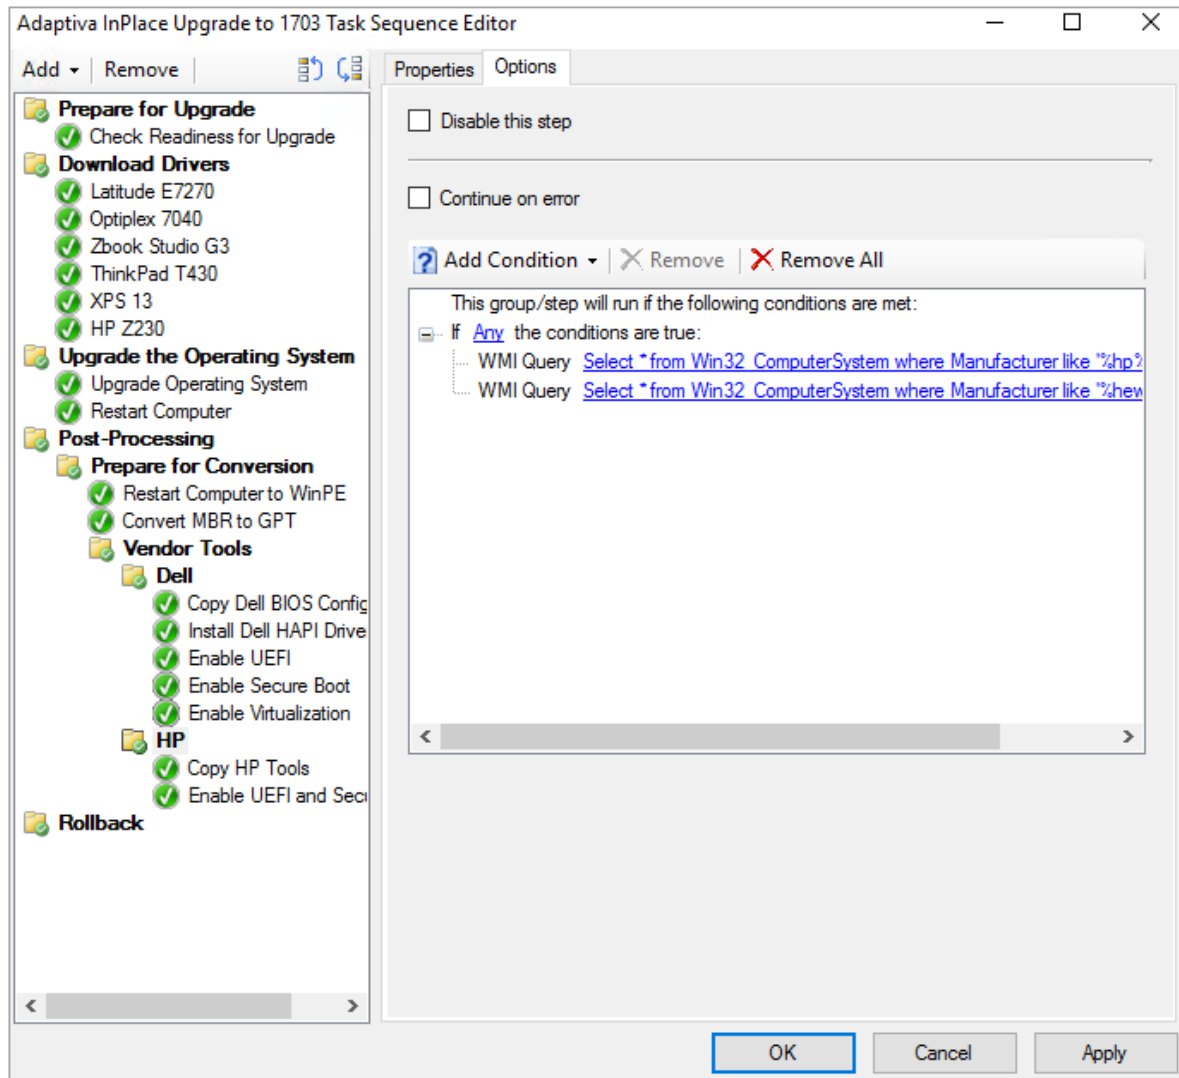 Adaptiva InPlace Upgrade to 1703 Task Sequence Editor
Add Remove
Properties Options
Prepare for Upgrade
Check Readiness for Upgrade
Download Drivers
Latitude E7270
Optiplex 7040
Zbook Studio G3
ThinkPad T430
XPS 13
HP Z230
Upgrade the Operating System
Upgrade Operating System
Restart Computer
Post-Processing
Prepare for Conversion
Restart Computer to WinPE
Convert MBR to GPT
Vendor Tools
Dell
Copy Dell BIOS Config
Install Dell HAPI Drive
Enable UEFI
Enable Secure Boot
Enable Virtualization
HP
Copy HP Tools
Enable UEFI and Secu
Rollback
Disable this step
Continue on error
Add Condition Remove Remove All
This group/step will run if the following conditions are met:
If Any the conditions are true:
WMI Query Select * from Win32_ComputerSystem where Manufacturer like '%hp%
WMI Query Select * from Win32_ComputerSystem where Manufacturer like '%hew
OK Cancel Apply